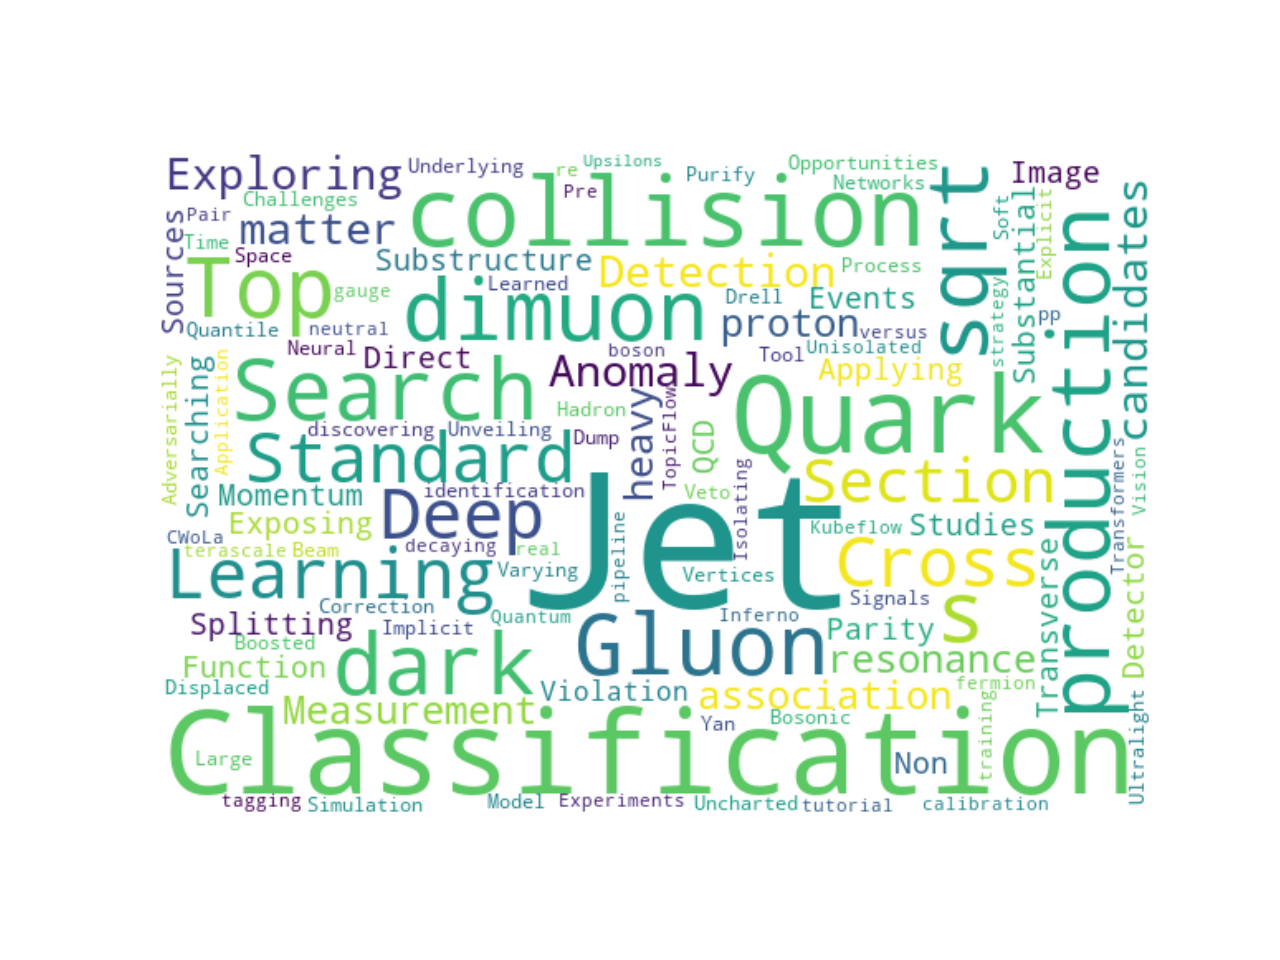 Exploring
Underlying
re
Upsilons
Pre
Purify
Opportunities
Networks
Image
Challenges
Pair
matter
collision
sqrt
Soft
Substantial
Explicit
candidates
production
Sources
Time
Space
Substructure
Detection
Process
Top
gauge
Learned
dimuon
Drell
Events
Quantile
neutral
proton
versus
pp
strategy
Neural
Direct
boson
Tool
Unisolated
Anomaly
Applying
Adversarially
Searching
Application
Search
Hadron
heavy
TopicFlow
Quark
discovering
Unveiling
Dump
QCD
Standard
Isolating
Section
Transformers
Vision
Momentum
identification
Veto
Exposing
Deep
Jet
Kubeflow
Studies
CWoLa
terascale
Beam
decaying
real
pipeline
Cross
Learning
Varying
Vertices
Transverse
Detector
Correction
Quantum
Inferno
Signals
s
Splitting
Implicit
Gluon
Parity
Boosted
Function
dark
resonance
Displaced
Violation
association
fermion
Measurement
Yan
Bosonic
training
Ultralight
Classification
Large
Non
tagging
Simulation
Model
Experiments
Uncharted
tutorial
calibration